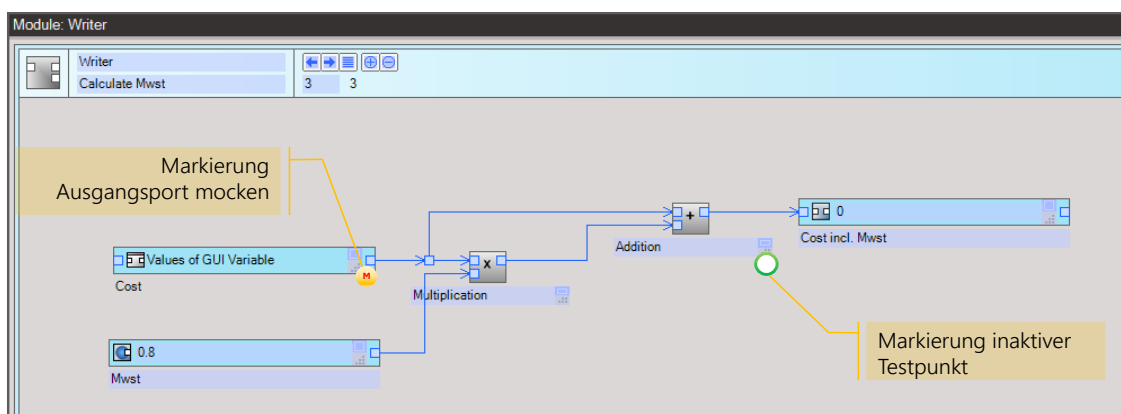 Module: Writer
Writer
Calculate Mwst
3 3
Markierung
Ausgangsport mocken
Values of GUI Variable
Cost
M
x
Multiplication
+
Addition
0
Cost incl. Mwst
0.8
Mwst
Markierung inaktiver
Testpunkt